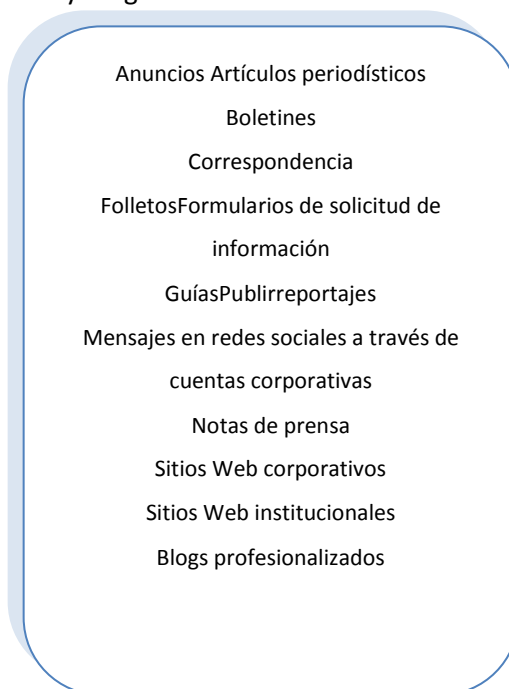 Anuncios Artículos periodísticos
Boletines
Correspondencia
FolletosFormularios de solicitud de
información
GuíasPublirreportajes
Mensajes en redes sociales a través de
cuentas corporativas
Notas de prensa
Sitios Web corporativos
Sitios Web institucionales
Blogs profesionalizados